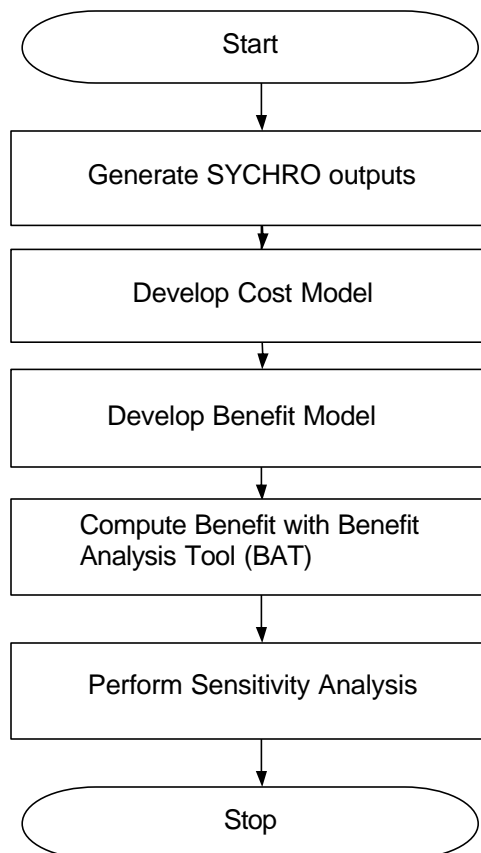 Start
Generate SYCHRO outputs
Develop Cost Model
Develop Benefit Model
Compute Benefit with Benefit
Analysis Tool (BAT)
Perform Sensitivity Analysis
Stop